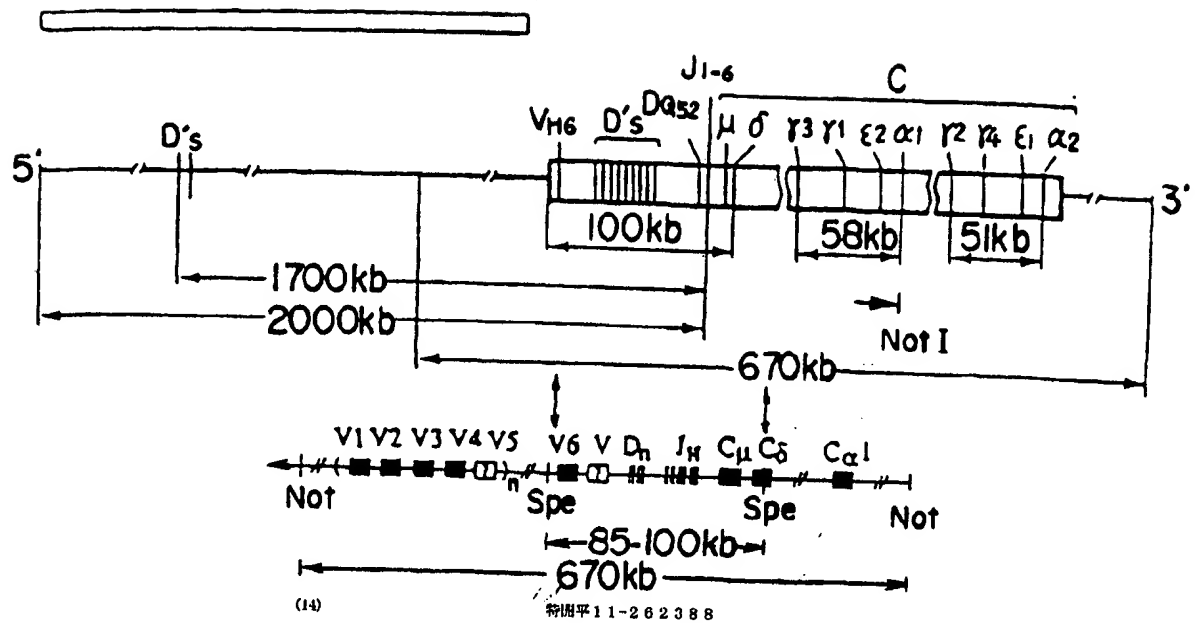 J1-6 C
VH6 D's DQ52 μ δ γ3 γ1 ε2 α1 γ2 γ4 ε1 α2
D's
5' 3'
100kb 58kb 51kb
1700kb
2000kb
Not I
670kb
V1 V2 V3 V4 V5 V6 V Dn JH Cμ Cδ Cα1
n
Not Spe Spe Not
85-100kb
670kb
(14) 特開平11-262388